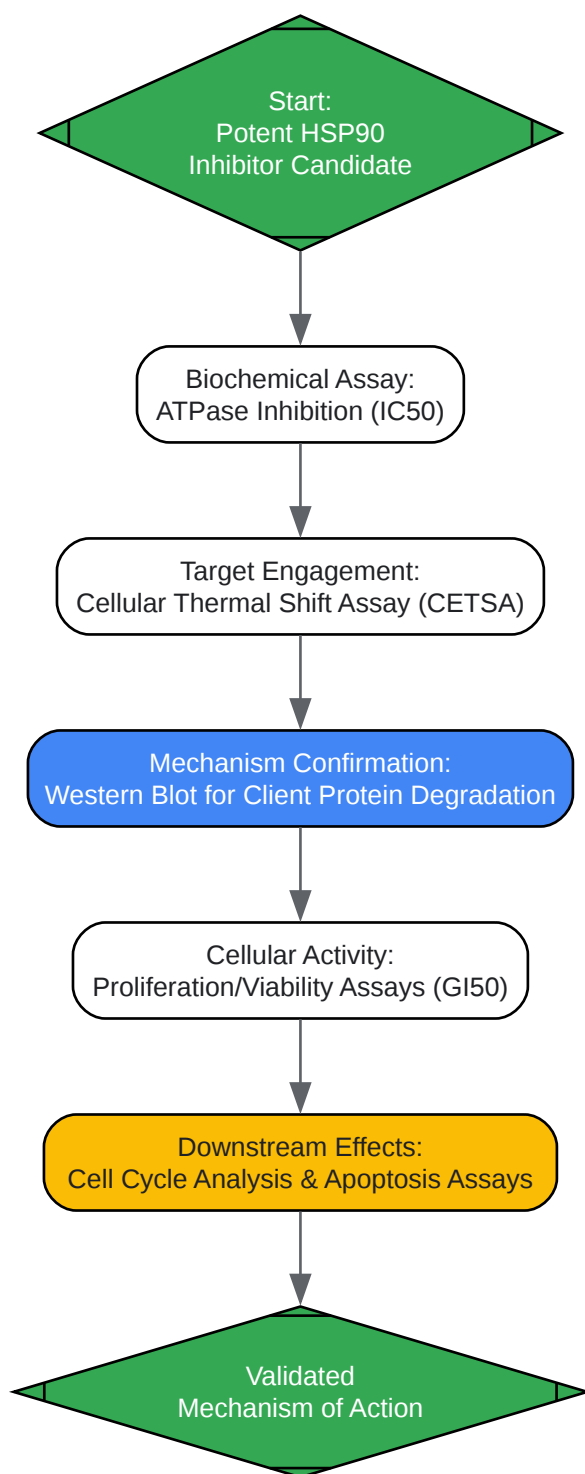 Start:
Potent HSP90
Inhibitor Candidate
Biochemical Assay:
ATPase Inhibition (IC50)
Target Engagement:
Cellular Thermal Shift Assay (CETSA)
Mechanism Confirmation:
Western Blot for Client Protein Degradation
Cellular Activity:
Proliferation/Viability Assays (GI50)
Downstream Effects:
Cell Cycle Analysis & Apoptosis Assays
Validated
Mechanism of Action